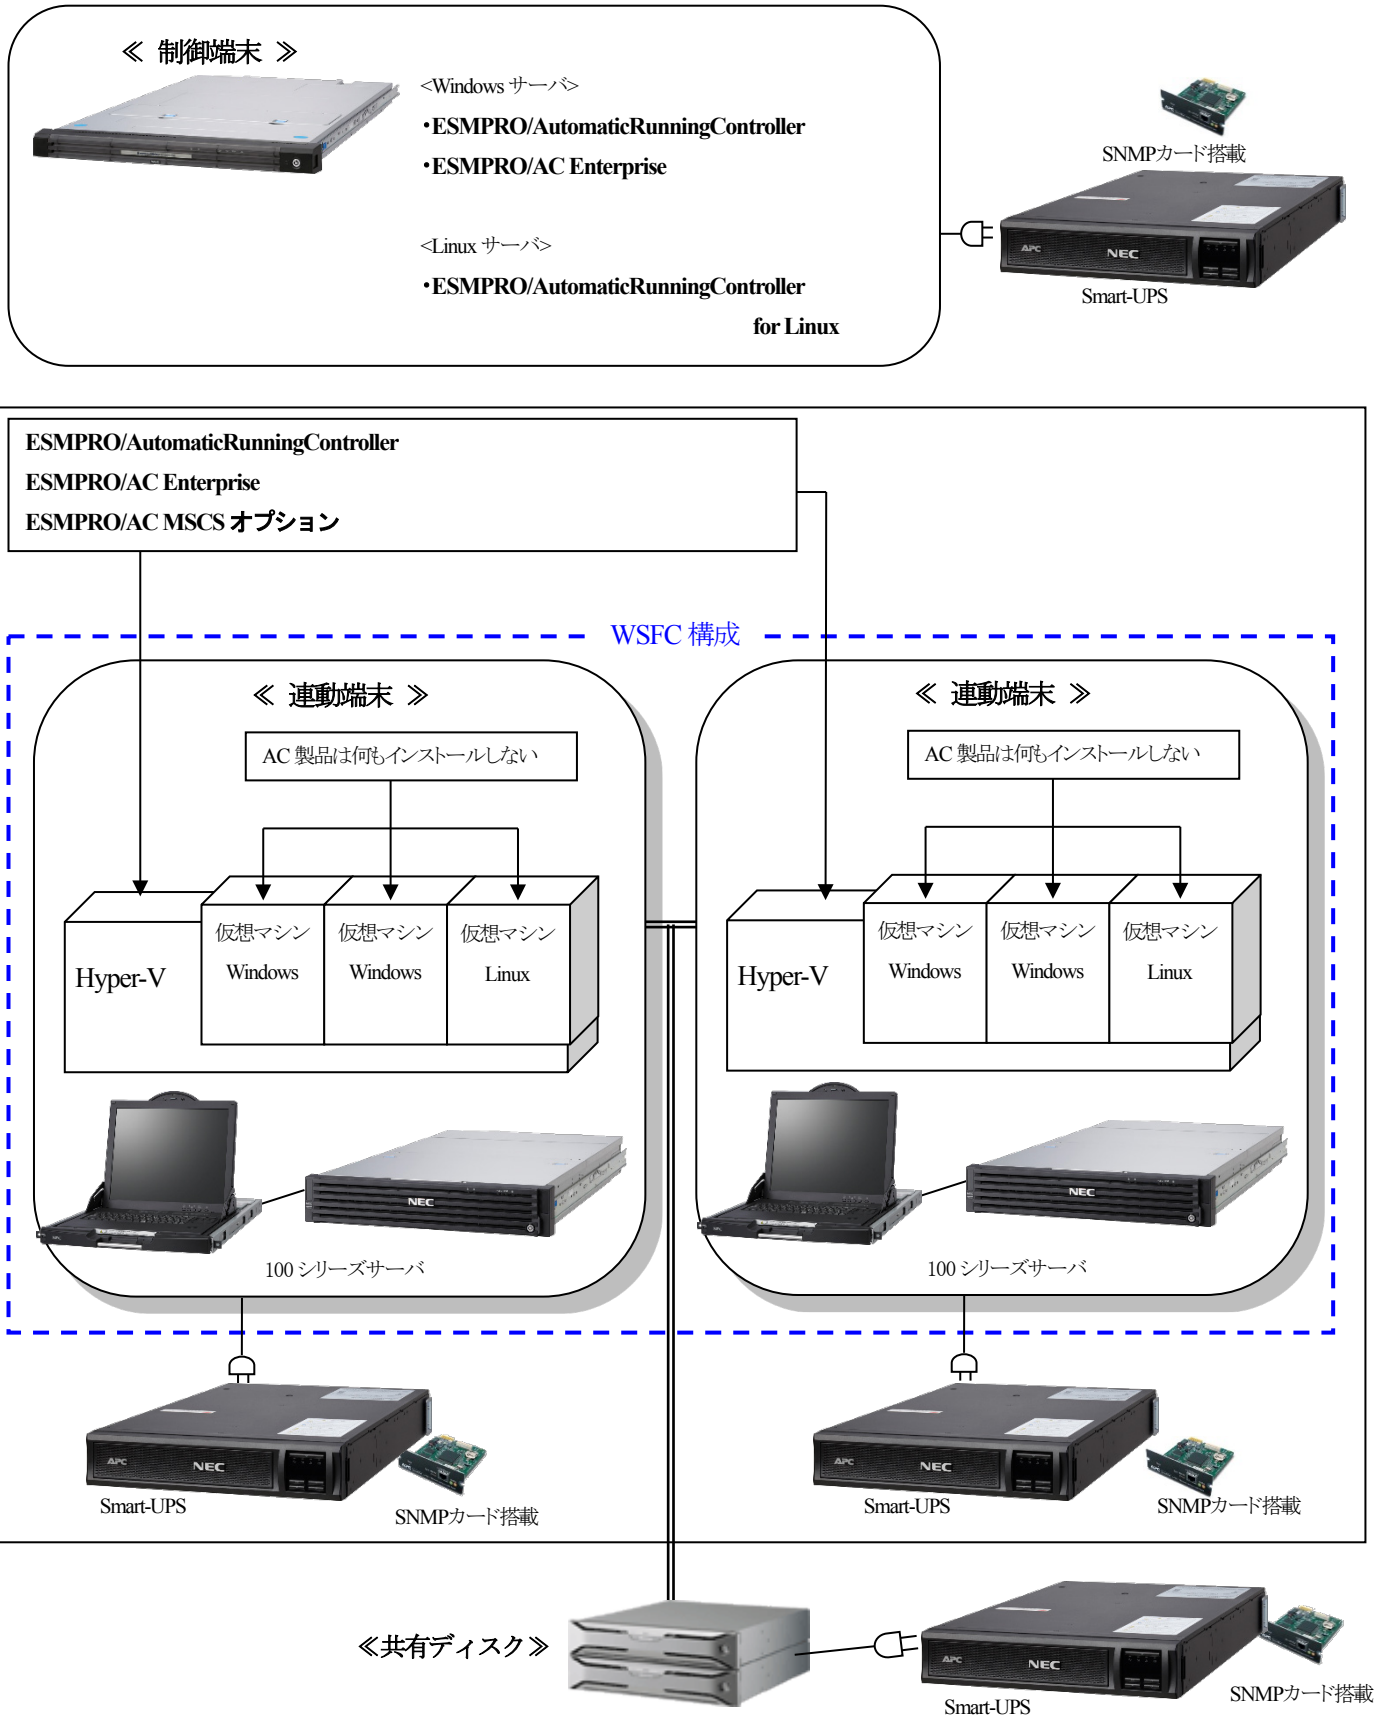 ≪ 制御端末 ≫
<Windows サーバ>
・ESMPRO/AutomaticRunningController
・ESMPRO/AC Enterprise
<Linux サーバ>
・ESMPRO/AutomaticRunningController
for Linux
SNMPカード搭載
APC
NEC
Smart-UPS
ESMPRO/AutomaticRunningController
ESMPRO/AC Enterprise
ESMPRO/AC MSCS オプション
WSFC 構成
≪ 連動端末 ≫
AC 製品は何もインストールしない
Hyper-V
仮想マシン
Windows
仮想マシン
Windows
仮想マシン
Linux
NEC
100 シリーズサーバ
≪ 連動端末 ≫
AC 製品は何もインストールしない
Hyper-V
仮想マシン
Windows
仮想マシン
Windows
仮想マシン
Linux
NEC
100 シリーズサーバ
APC
NEC
Smart-UPS
SNMPカード搭載
APC
NEC
Smart-UPS
SNMPカード搭載
≪共有ディスク≫
APC
NEC
Smart-UPS
SNMPカード搭載